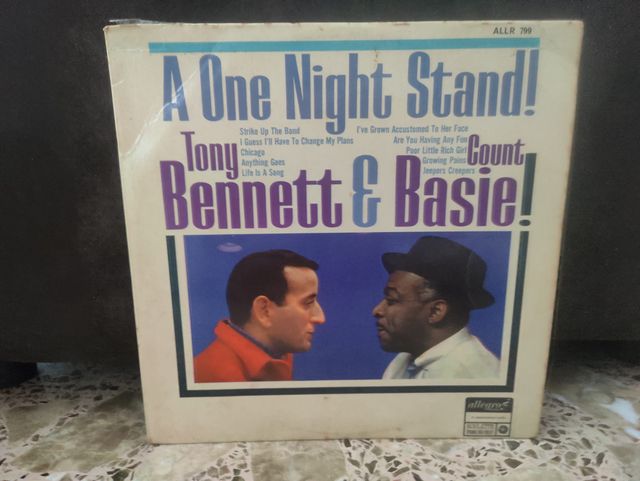 ALLR 799
A One Night Stand!
Strike Up The Band
I Guess I'll Have To Change My Plans
Chicago
Anything Goes
Life Is A Song
I've Grown Accustomed To Her Face
Are You Having Any Fun
Poor Little Rich Girl
Growing Pains
Jeepers Creepers
Tony
Bennett
&
Count
Basie!
allegro